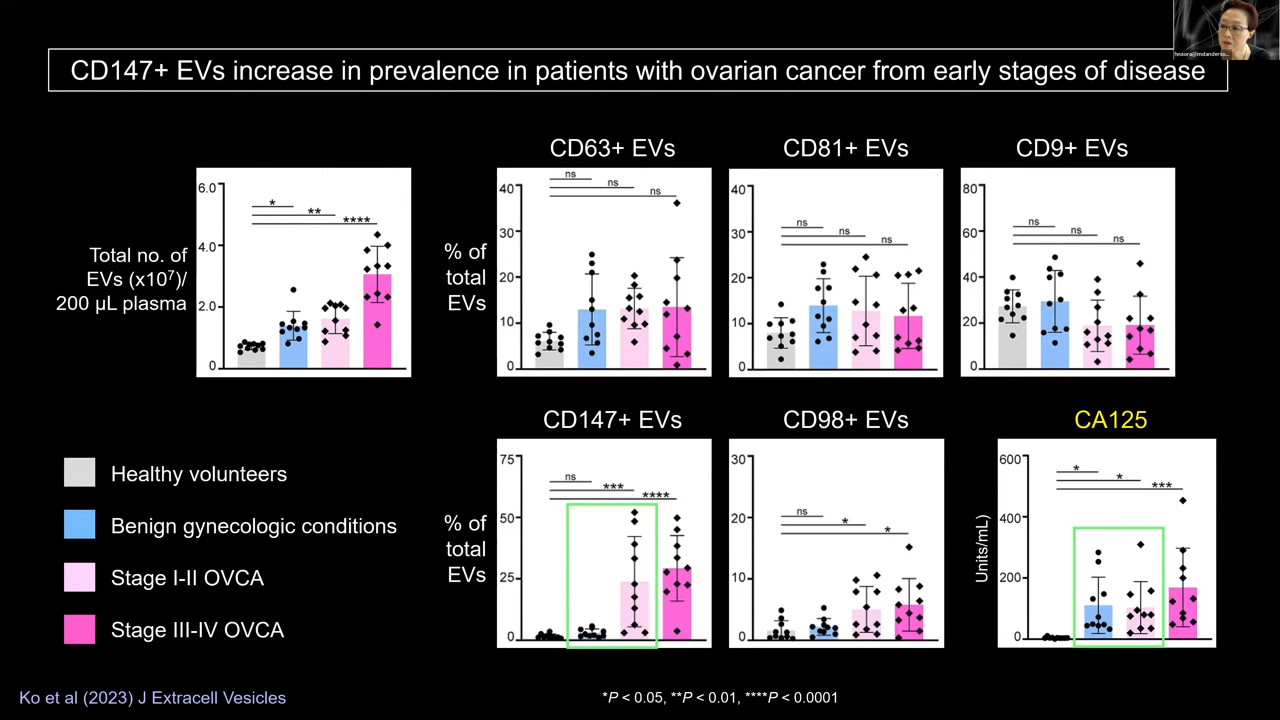 CD147+ EVs increase in prevalence in patients with ovarian cancer from early stages of disease
Total no. of
EVs (x10⁷)/
200 µL plasma
6.0
4.0
2.0
0
*
**
****
CD63+ EVs
% of
total
EVs
40
30
20
10
0
ns
ns
ns
CD81+ EVs
40
30
20
10
0
ns
ns
ns
CD9+ EVs
80
60
40
20
0
ns
ns
ns
Healthy volunteers
Benign gynecologic conditions
Stage I-II OVCA
Stage III-IV OVCA
CD147+ EVs
% of
total
EVs
75
50
25
0
ns
***
****
CD98+ EVs
30
20
10
0
ns
*
*
CA125
Units/mL)
600
400
200
0
*
*
***
Ko et al (2023) J Extracell Vesicles
*P < 0.05, **P < 0.01, ****P < 0.0001